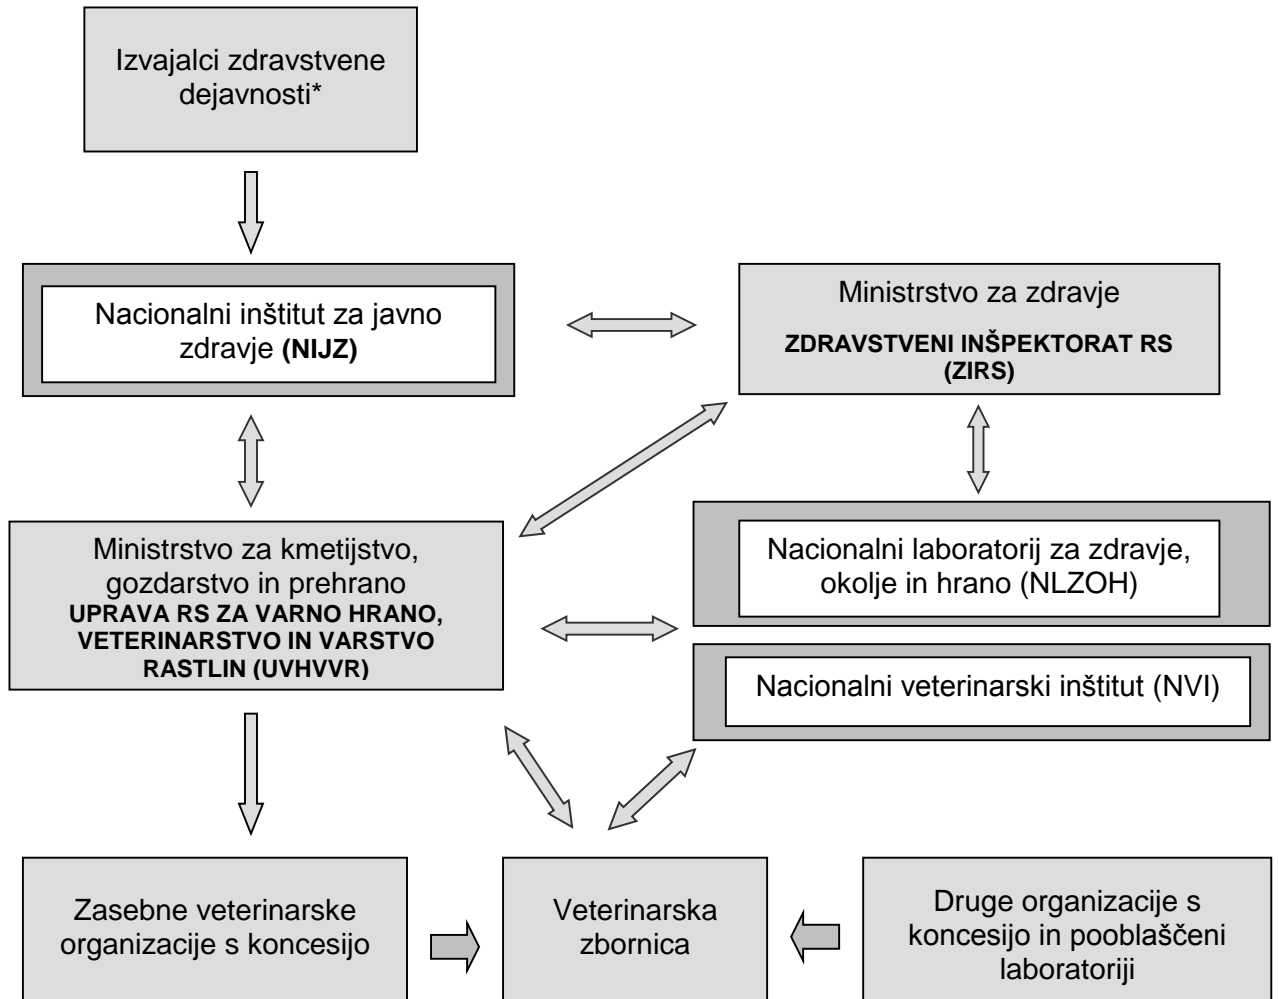 Izvajalci zdravstvene
dejavnosti*
Nacionalni inštitut za javno
zdravje (NIJZ)
Ministrstvo za zdravje
ZDRAVSTVENI INŠPEKTORAT RS
(ZIRS)
Ministrstvo za kmetijstvo,
gozdarstvo in prehrano
UPRAVA RS ZA VARNO HRANO,
VETERINARSTVO IN VARSTVO
RASTLIN (UVHVVR)
Nacionalni laboratorij za zdravje,
okolje in hrano (NLZOH)
Nacionalni veterinarski inštitut (NVI)
Zasebne veterinarske
organizacije s koncesijo
Veterinarska
zbornica
Druge organizacije s
koncesijo in pooblaščeni
laboratoriji